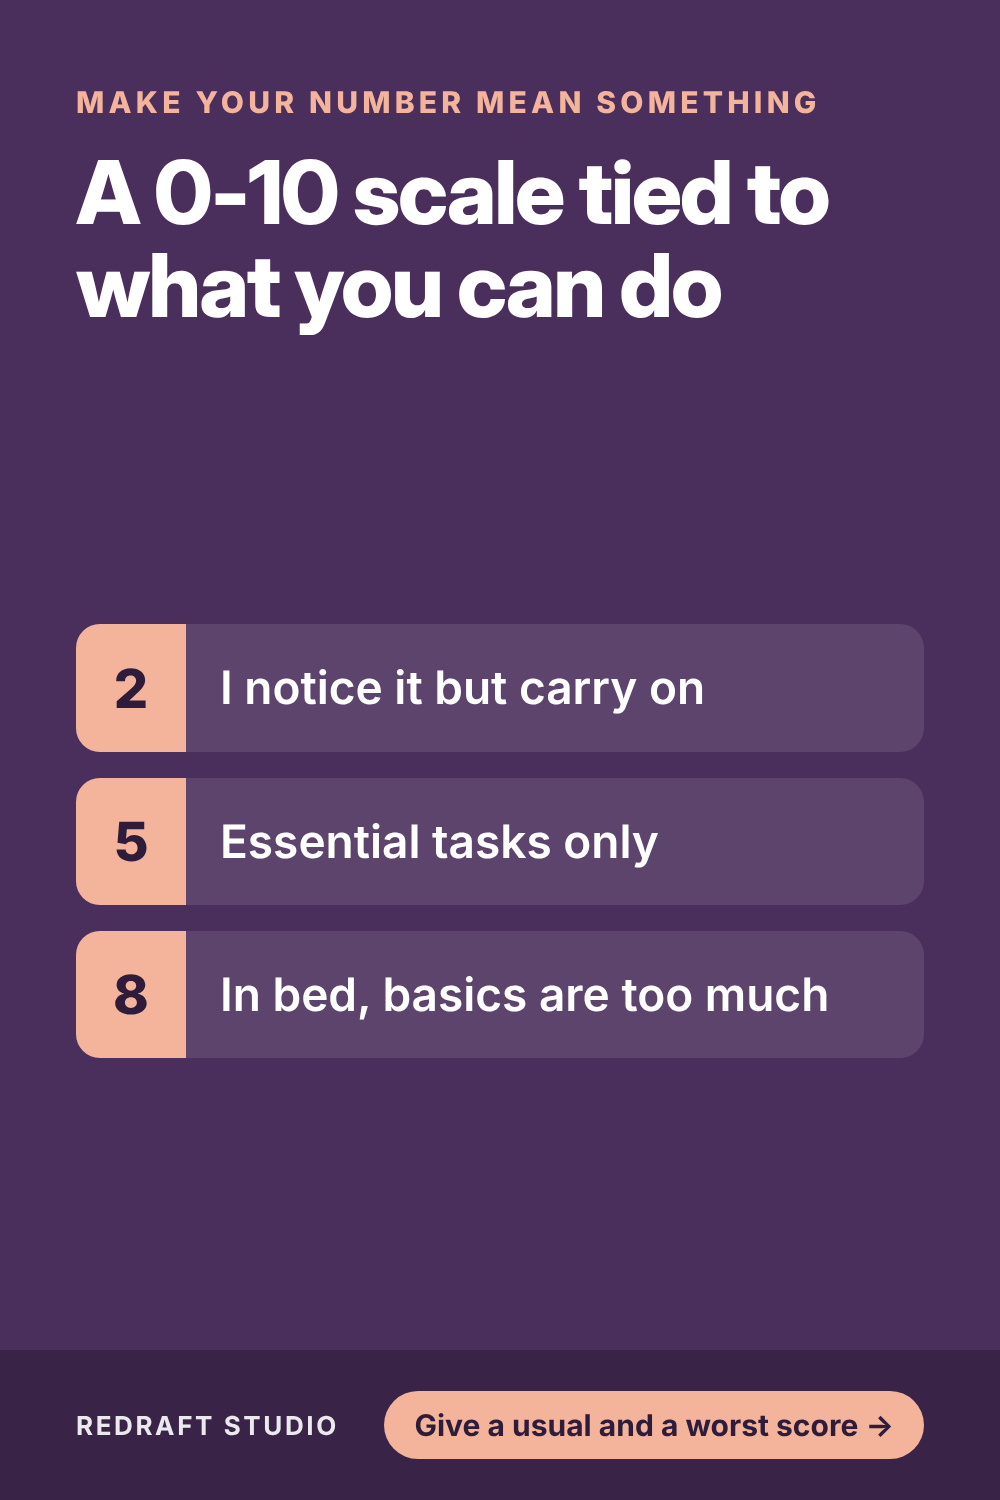 MAKE YOUR NUMBER MEAN SOMETHING
A 0-10 scale tied to
what you can do
2 I notice it but carry on
5 Essential tasks only
8 In bed, basics are too much
REDRAFT STUDIO
Give a usual and a worst score →